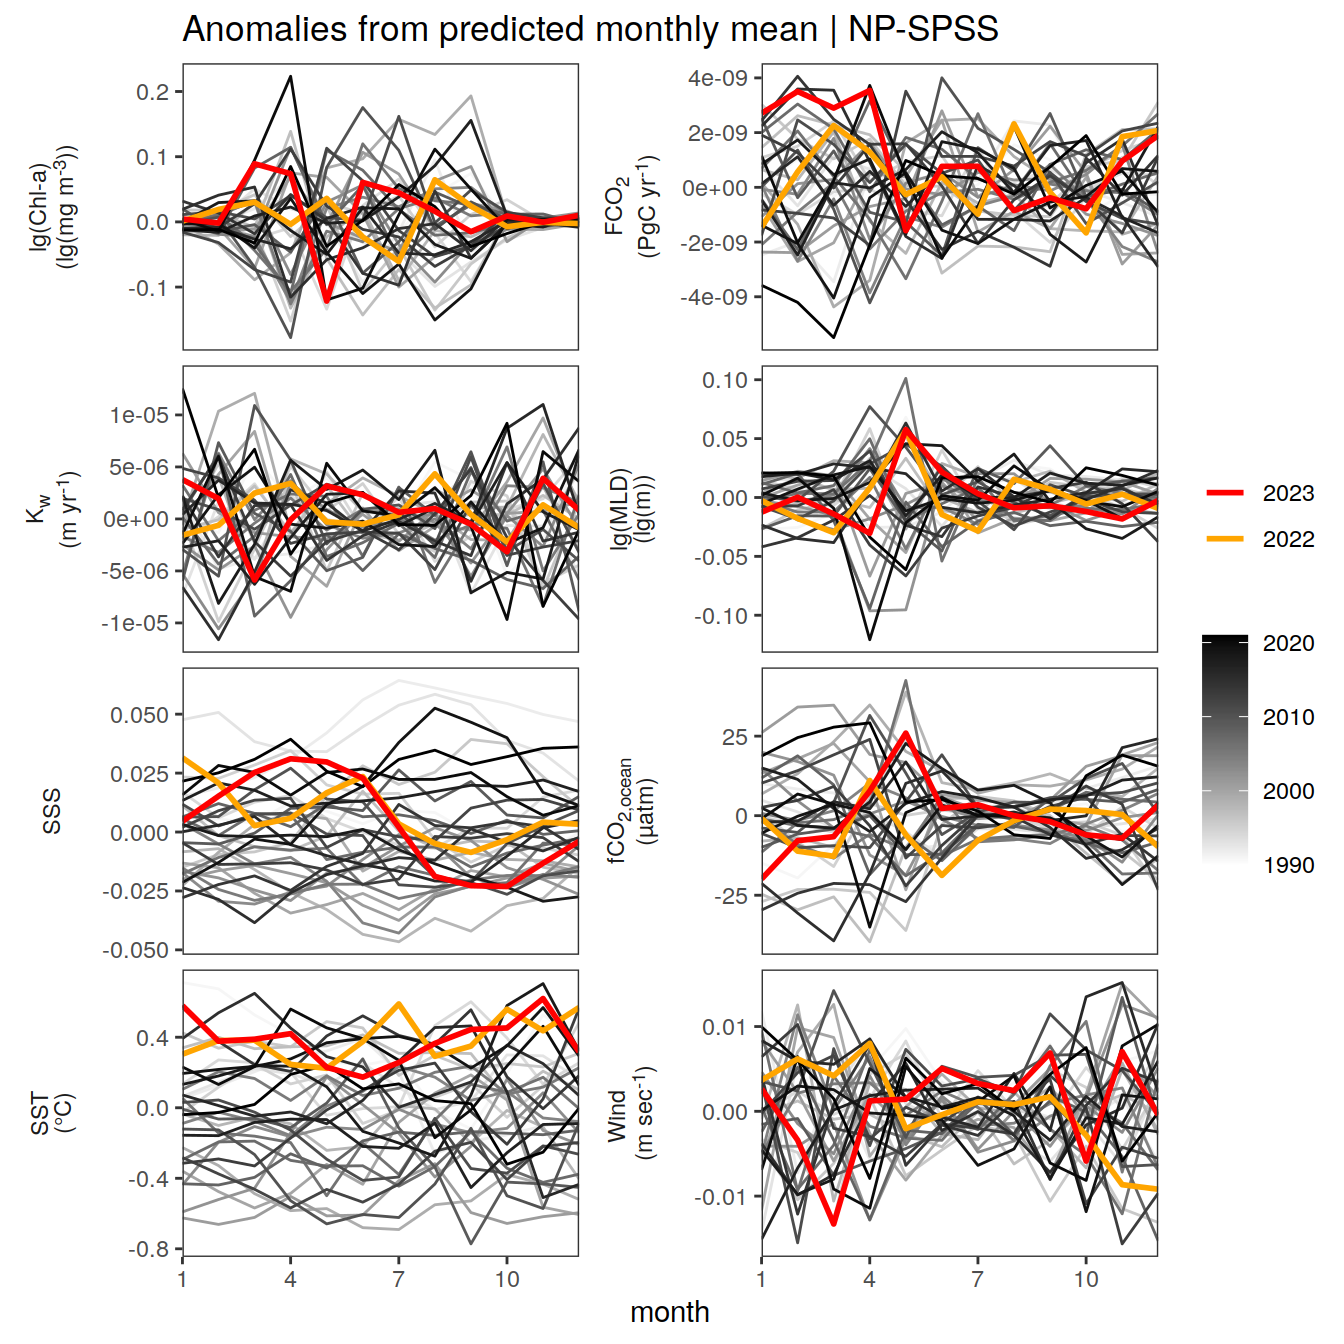 Anomalies from predicted monthly mean | NP-SPSS
lg(Chl-a)
(lg(mg m⁻³))
0.2
0.1
0.0
-0.1
FCO₂
(PgC yr⁻¹)
4e-09
2e-09
0e+00
-2e-09
-4e-09
K_w
(m yr⁻¹)
1e-05
5e-06
0e+00
-5e-06
-1e-05
lg(MLD)
(lg(m))
0.10
0.05
0.00
-0.05
-0.10
SSS
0.050
0.025
0.000
-0.025
-0.050
fCO₂,ocean
(µatm)
25
0
-25
SST
(°C)
0.4
0.0
-0.4
-0.8
1
4
7
10
Wind
(m sec⁻¹)
0.01
0.00
-0.01
1
4
7
10
month
2023
2022
2020
2010
2000
1990